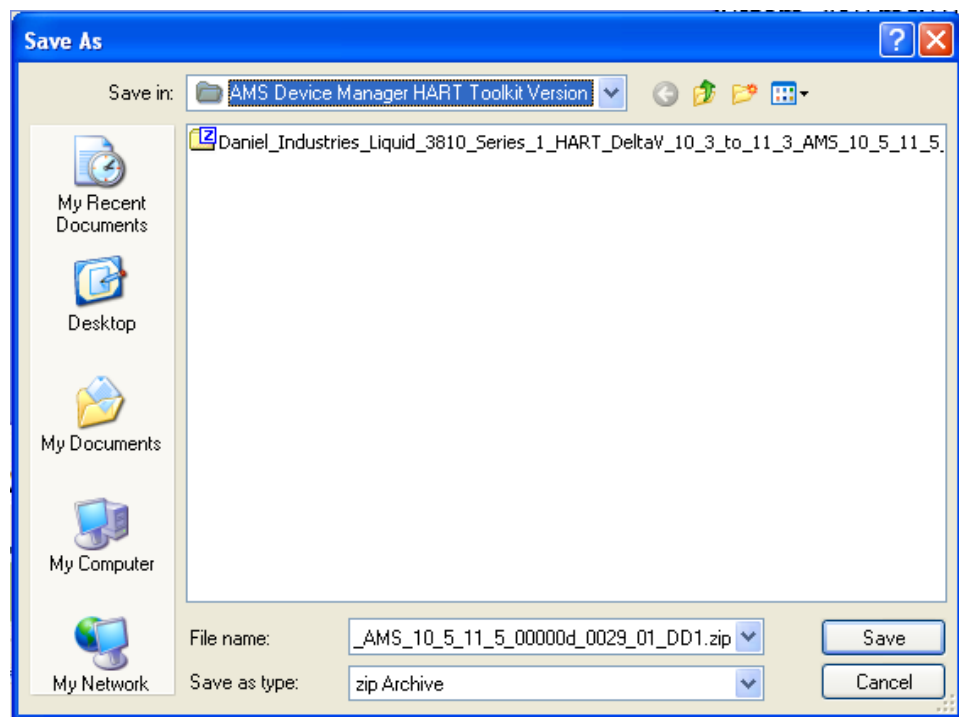 Save As
Save in:
AMS Device Manager HART Toolkit Version
Daniel_Industries_Liquid_3810_Series_1_HART_DeltaV_10_3_to_11_3_AMS_10_5_11_5_
My Recent
Documents
Desktop
My Documents
My Computer
My Network
File name:
_AMS_10_5_11_5_00000d_0029_01_DD1.zip
Save
Save as type:
zip Archive
Cancel